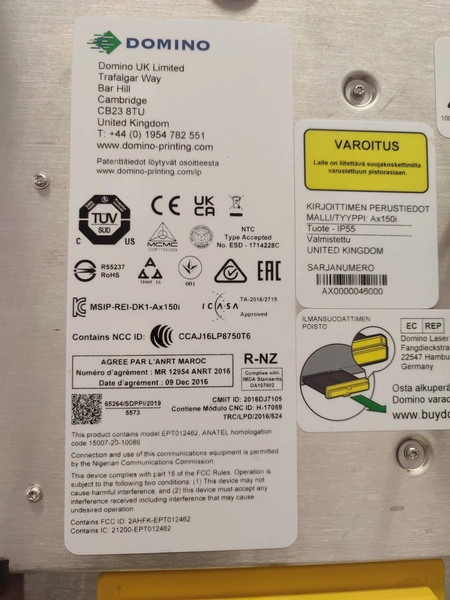 DOMINO
Domino UK Limited
Trafalgar Way
Bar Hill
Cambridge
CB23 8TU
United Kingdom
T: +44 (0) 1954 782 551
www.domino-printing.com
Patenttitiedot löytyvät osoitteesta
www.domino-printing.com/ip
TÜV
SÜD
C US
CE UK CA
MCMC
NTC
Type Accepted
No. ESD - 1714228C
R55237
RoHS
001
EAC
MSIP-REI-DK1-Ax150i
ICASA
TA-2016/2715
Approved
Contains NCC ID:
CCAJ16LP8750T6
AGREE PAR L'ANRT MAROC
Numéro d'agrément : MR 12954 ANRT 2016
Date d'agrément : 09 Dec 2016
R-NZ
Complies with
IMDA Standards
DA107602
65264/SDPPI/2019
5573
CMIIT ID: 2016DJ7105
Contiene Módulo CNC ID: H-17059
TRC/LPD/2016/624
This product contains model EPT012462, ANATEL homologation
code 15007-20-10086
Connection and use of this communications equipment is permitted
by the Nigerian Communications Commission.
This device complies with part 15 of the FCC Rules. Operation is
subject to the following two conditions: (1) This device may not
cause harmful interference, and (2) this device must accept any
interference received including interference that may cause
undesired operation
Contains FCC ID: 2AHFK-EPT012462
Contains IC: 21200-EPT012462
VAROITUS
Laite on liitettävä suojakoskettimilla
varustettuun pistorasiaan.
KIRJOITTIMEN PERUSTIEDOT
MALLI/TYYPPI: Ax150i
Tuote - IP55
Valmistettu
UNITED KINGDOM
SARJANUMERO
AX0000046000
ILMANSUODATTIMEN
POISTO
EC REP
Domino Laser
Fangdieckstra
22547 Hambu
Germany
Osta alkuperä
Domino varao
www.buydo